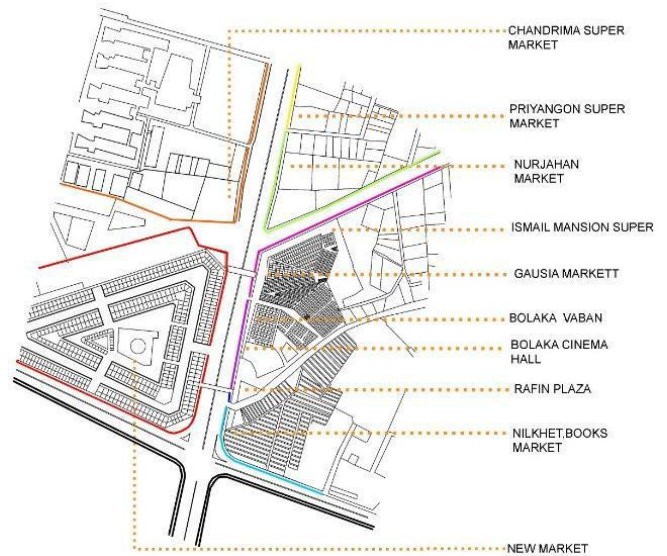 CHANDRIMA SUPER
MARKET
PRIYANGON SUPER
MARKET
NURJAHAN
MARKET
ISMAIL MANSION SUPER
GAUSIA MARKETT
BOLAKA VABAN
BOLAKA CINEMA
HALL
RAFIN PLAZA
NILKHET,BOOKS
MARKET
NEW MARKET